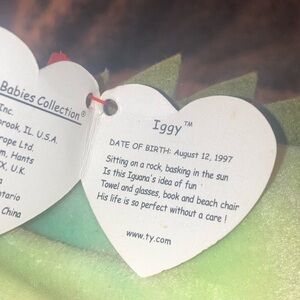 Babies Collection®
Inc.
brook, IL. U.S.A.
rope Ltd.
m, Hants
X, U.K.
a
ntario
China
Iggy™
DATE OF BIRTH: August 12, 1997
Sitting on a rock, basking in the sun
Is this Iguana's idea of fun
Towel and glasses, book and beach chair
His life is so perfect without a care !
www.ty.com